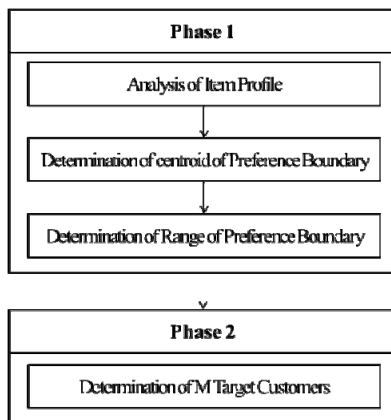 Phase 1
Analysis of Item Profile
Determination of centroid of Preference Boundary
Determination of Range of Preference Boundary
Phase 2
Determination of M Target Customers